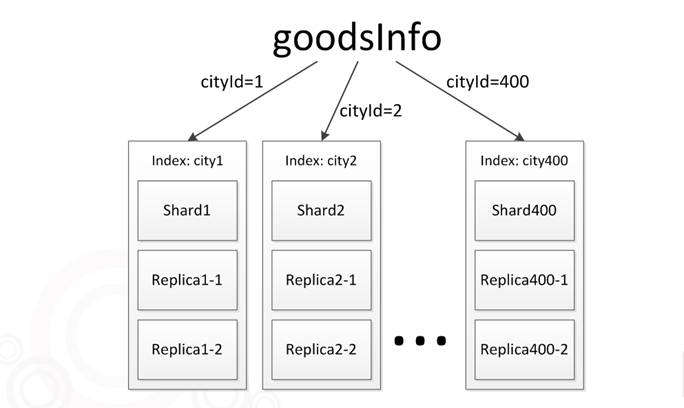 goodsInfo
cityId=1
cityId=2
cityId=400
Index: city1
Shard1
Replica1-1
Replica1-2
Index: city2
Shard2
Replica2-1
Replica2-2
...
Index: city400
Shard400
Replica400-1
Replica400-2